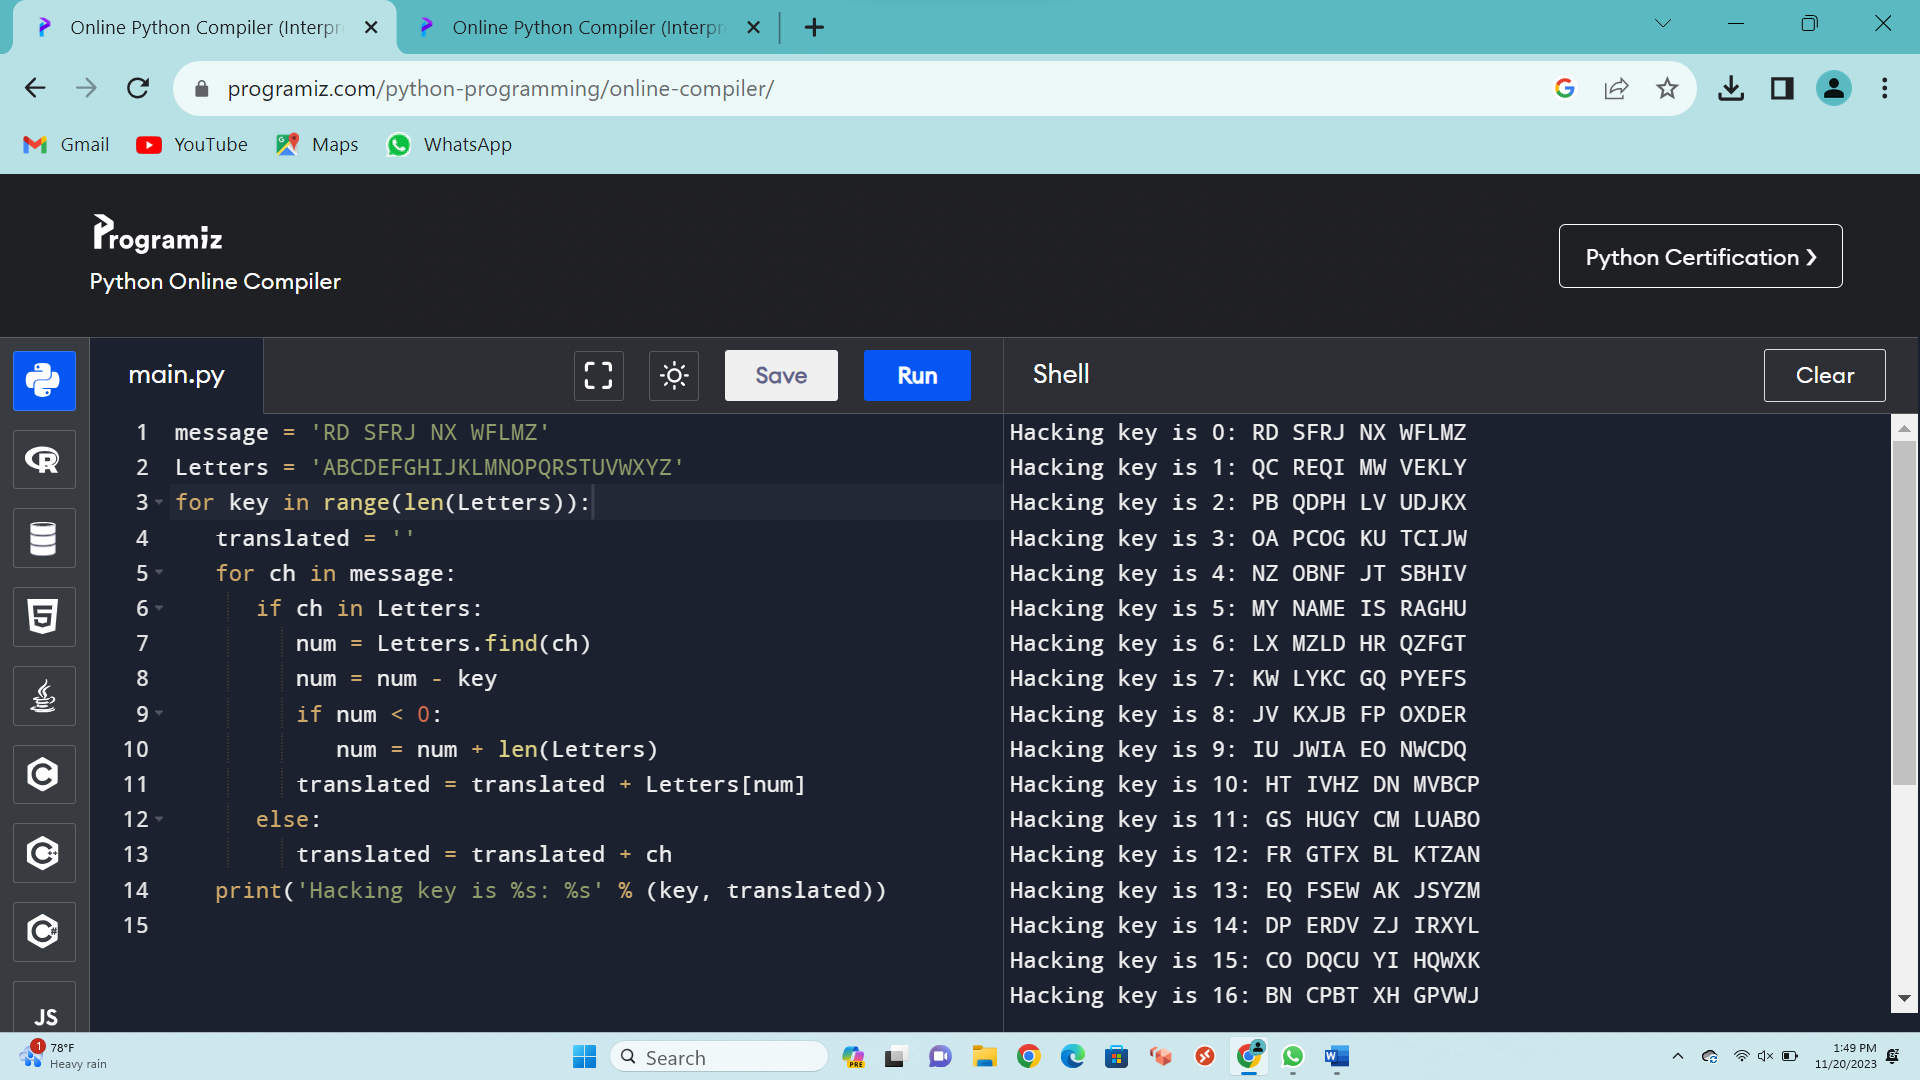 Online Python Compiler (Interpr
Online Python Compiler (Interpr
programiz.com/python-programming/online-compiler/
Gmail YouTube Maps WhatsApp
Programiz
Python Online Compiler
Python Certification ❯
main.py
Save
Run
Shell
Clear
1 message = 'RD SFRJ NX WFLMZ'
2 Letters = 'ABCDEFGHIJKLMNOPQRSTUVWXYZ'
3 for key in range(len(Letters)):
4 translated = ''
5 for ch in message:
6 if ch in Letters:
7 num = Letters.find(ch)
8 num = num - key
9 if num < 0:
10 num = num + len(Letters)
11 translated = translated + Letters[num]
12 else:
13 translated = translated + ch
14 print('Hacking key is %s: %s' % (key, translated))
15
Hacking key is 0: RD SFRJ NX WFLMZ
Hacking key is 1: QC REQI MW VEKLY
Hacking key is 2: PB QDPH LV UDJKX
Hacking key is 3: OA PCOG KU TCIJW
Hacking key is 4: NZ OBNF JT SBHIV
Hacking key is 5: MY NAME IS RAGHU
Hacking key is 6: LX MZLD HR QZFGT
Hacking key is 7: KW LYKC GQ PYEFS
Hacking key is 8: JV KXJB FP OXDER
Hacking key is 9: IU JWIA EO NWCDQ
Hacking key is 10: HT IVHZ DN MVBCP
Hacking key is 11: GS HUGY CM LUABO
Hacking key is 12: FR GTFX BL KTZAN
Hacking key is 13: EQ FSEW AK JSYZM
Hacking key is 14: DP ERDV ZJ IRXYL
Hacking key is 15: CO DQCU YI HQWXK
Hacking key is 16: BN CPBT XH GPVWJ
JS
1
78°F
Heavy rain
Search
PRE
1:49 PM
11/20/2023